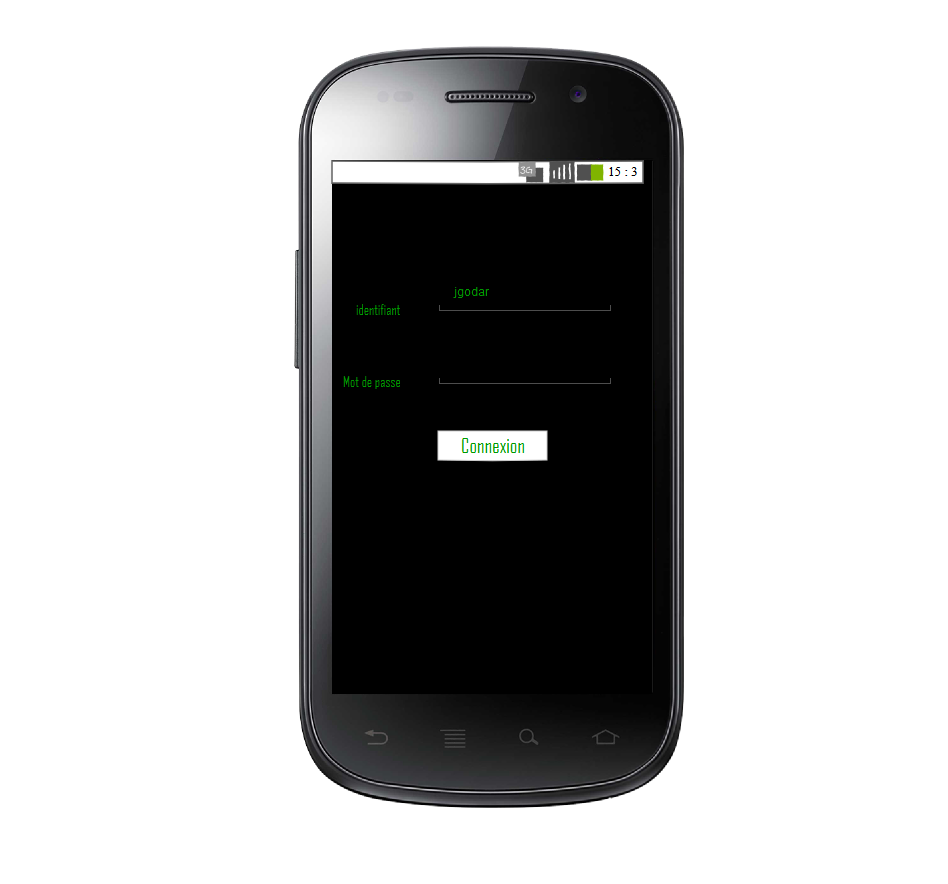 3G 15 : 3
jgodar
identifiant
Mot de passe
Connexion